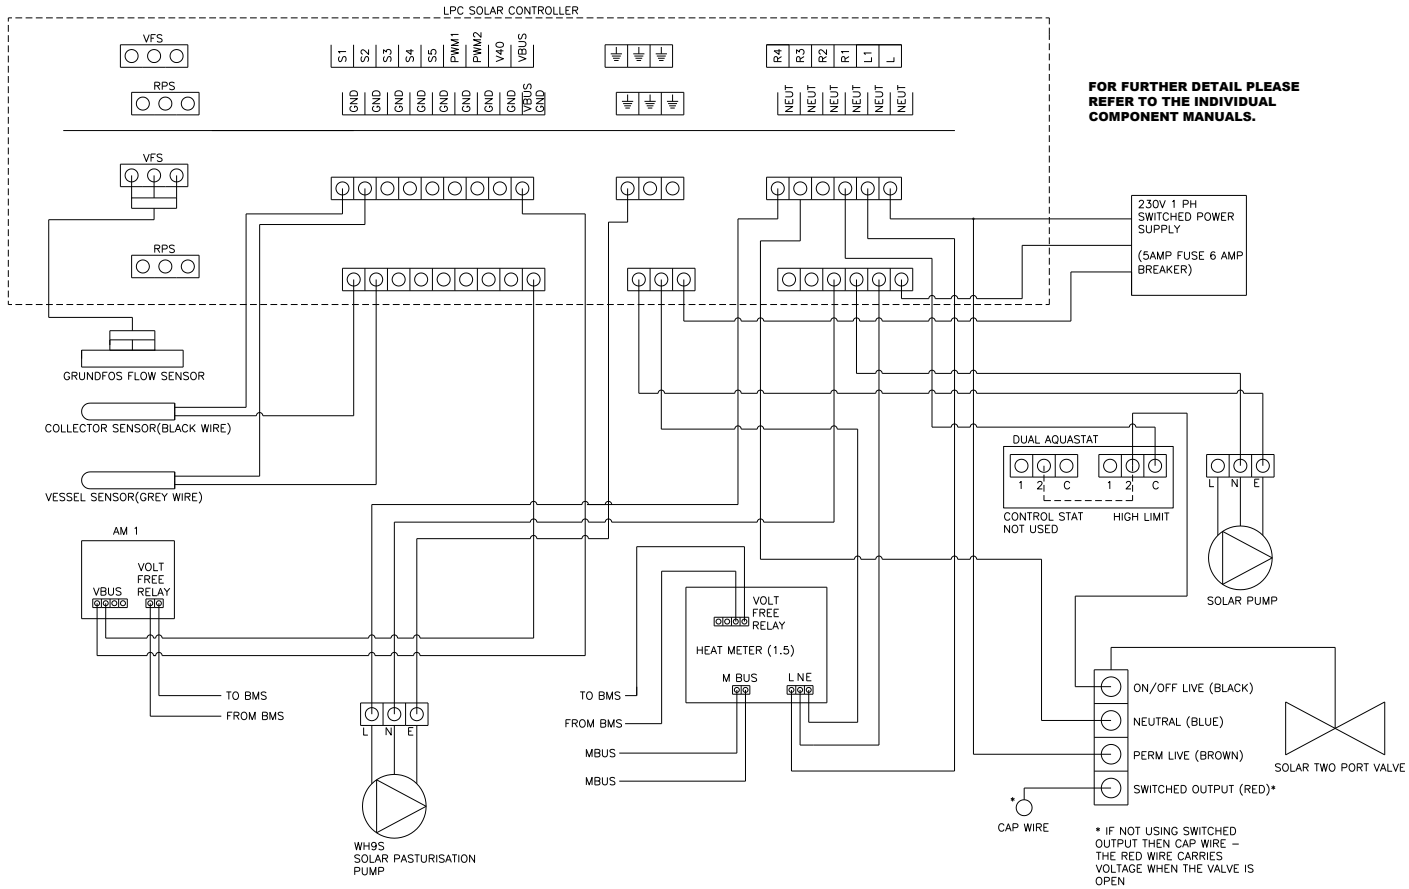 LPC SOLAR CONTROLLER
VFS
S1 S2 S3 S4 S5 PWM1 PWM2 V40 VBUS
R4 R3 R2 R1 L1 L
RPS
GND GND GND GND GND GND GND GND VBUS GND
NEUT NEUT NEUT NEUT NEUT NEUT
FOR FURTHER DETAIL PLEASE
REFER TO THE INDIVIDUAL
COMPONENT MANUALS.
VFS
RPS
230V 1 PH
SWITCHED POWER
SUPPLY
(5AMP FUSE 6 AMP
BREAKER)
GRUNDFOS FLOW SENSOR
COLLECTOR SENSOR(BLACK WIRE)
VESSEL SENSOR(GREY WIRE)
DUAL AQUASTAT
1 2 C
1 2 C
CONTROL STAT
NOT USED
HIGH LIMIT
L N E
SOLAR PUMP
AM 1
VOLT
FREE
RELAY
VBUS
TO BMS
FROM BMS
L N E
WH9S
SOLAR PASTURISATION
PUMP
VOLT
FREE
RELAY
HEAT METER (1.5)
M BUS
L N E
TO BMS
FROM BMS
MBUS
MBUS
ON/OFF LIVE (BLACK)
NEUTRAL (BLUE)
PERM LIVE (BROWN)
SWITCHED OUTPUT (RED)*
SOLAR TWO PORT VALVE
*
CAP WIRE
* IF NOT USING SWITCHED
OUTPUT THEN CAP WIRE –
THE RED WIRE CARRIES
VOLTAGE WHEN THE VALVE IS
OPEN